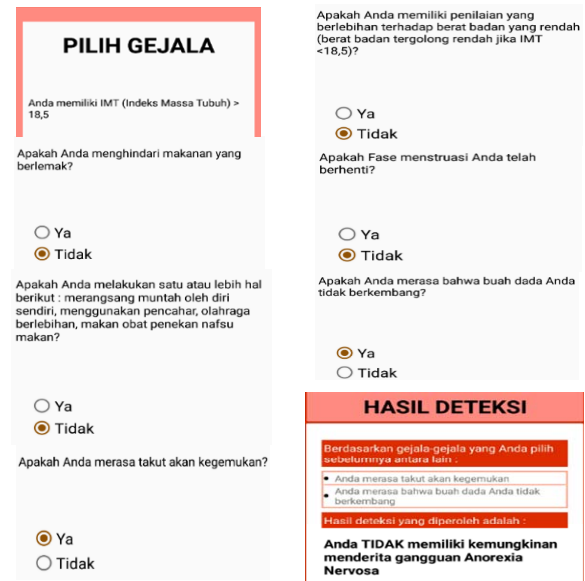 PILIH GEJALA
Anda memiliki IMT (Indeks Massa Tubuh) >
18,5
Apakah Anda menghindari makanan yang
berlemak?
Ya
Tidak
Apakah Anda melakukan satu atau lebih hal
berikut : merangsang muntah oleh diri
sendiri, menggunakan pencahar, olahraga
berlebihan, makan obat penekan nafsu
makan?
Ya
Tidak
Apakah Anda merasa takut akan kegemukan?
Ya
Tidak
Apakah Anda memiliki penilaian yang
berlebihan terhadap berat badan yang rendah
(berat badan tergolong rendah jika IMT
<18,5)?
Ya
Tidak
Apakah Fase menstruasi Anda telah
berhenti?
Ya
Tidak
Apakah Anda merasa bahwa buah dada Anda
tidak berkembang?
Ya
Tidak
HASIL DETEKSI
Berdasarkan gejala-gejala yang Anda pilih
sebelumnya antara lain :
Anda merasa takut akan kegemukan
Anda merasa bahwa buah dada Anda tidak
berkembang
Hasil deteksi yang diperoleh adalah :
Anda TIDAK memiliki kemungkinan
menderita gangguan Anorexia
Nervosa